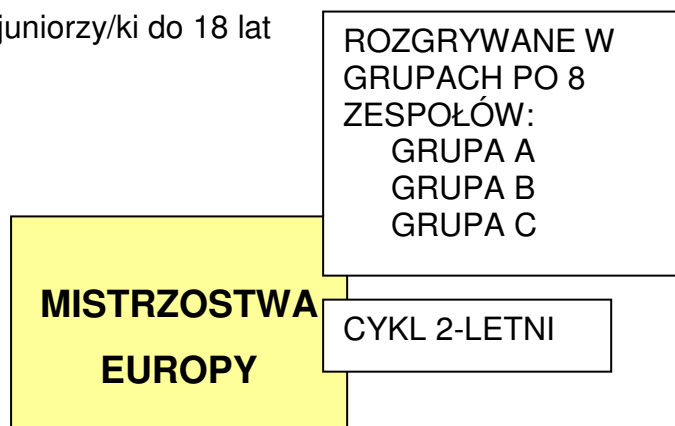 juniorzy/ki do 18 lat
ROZGRYWANE W
GRUPACH PO 8
ZESPOŁÓW:
GRUPA A
GRUPA B
GRUPA C
MISTRZOSTWA
EUROPY
CYKL 2-LETNI